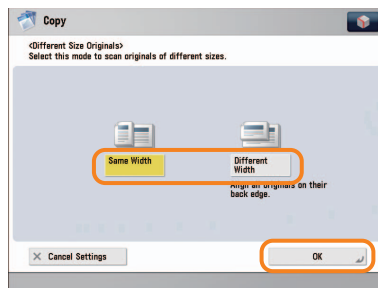 Copy
<Different Size Originals>
Select this mode to scan originals of different sizes.
Same Width
Different
Width
Align all originals on their
back edge.
× Cancel Settings
OK